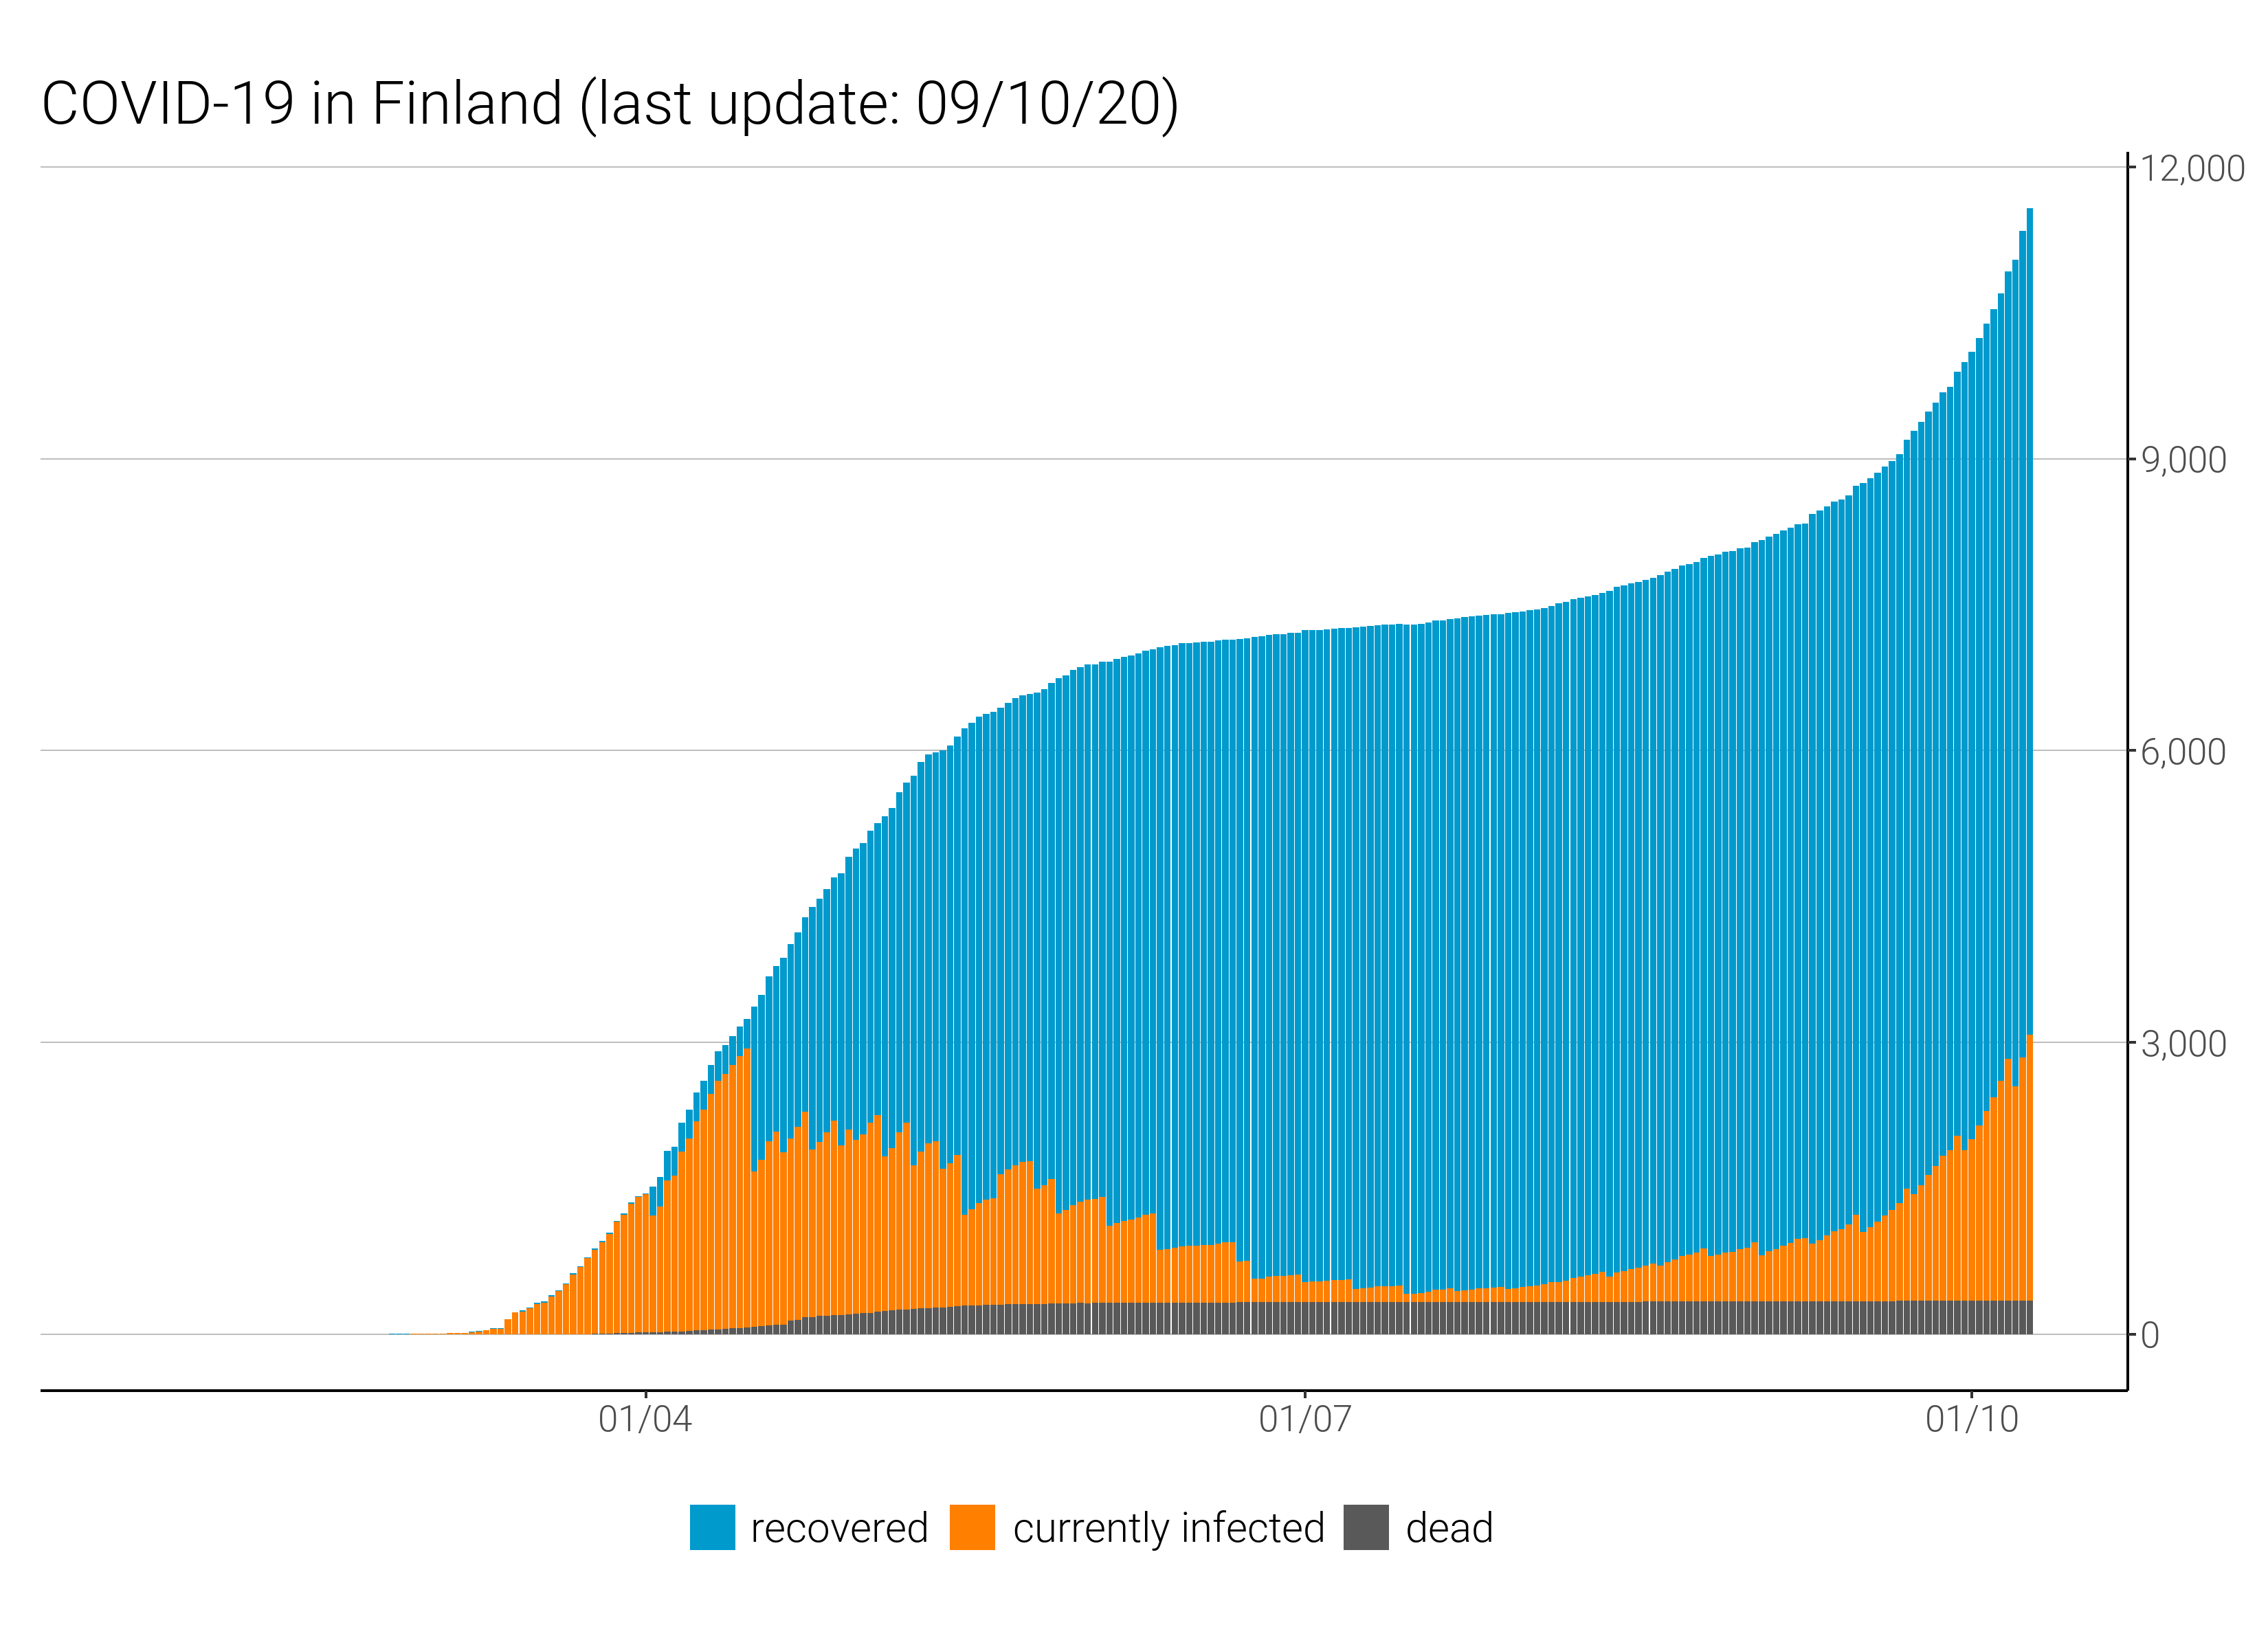 COVID-19 in Finland (last update: 09/10/20)
12,000
9,000
6,000
3,000
0
01/04 01/07 01/10
recovered currently infected dead